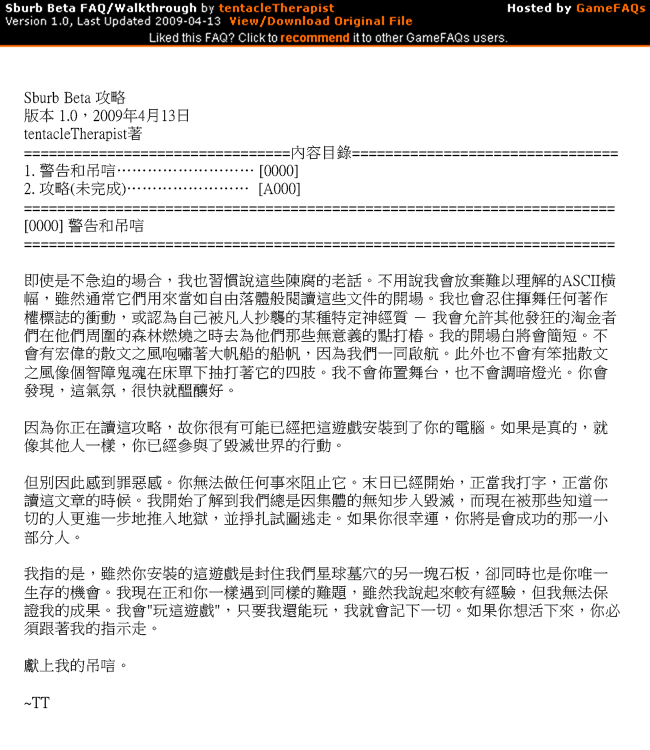 Sburb Beta FAQ/Walkthrough by tentacleTherapist Hosted by GameFAQs
Version 1.0, Last Updated 2009-04-13 View/Download Original File
Liked this FAQ? Click to recommend it to other GameFAQs users.
Sburb Beta 攻略
版本 1.0，2009年4月13日
tentacleTherapist著
================================內容目錄================================
1. 警告和吊唁……………………… [0000]
2. 攻略(未完成)…………………… [A000]
========================================================================
[0000] 警告和吊唁
========================================================================
即使是不急迫的場合，我也習慣說這些陳腐的老話。不用說我會放棄難以理解的ASCII橫
幅，雖然通常它們用來當如自由落體般閱讀這些文件的開場。我也會忍住揮舞任何著作
權標誌的衝動，或認為自己被凡人抄襲的某種特定神經質 － 我會允許其他發狂的淘金者
們在他們周圍的森林燃燒之時去為他們那些無意義的點打樁。我的開場白將會簡短。不
會有宏偉的散文之風咆嘯著大帆船的船帆，因為我們一同啟航。此外也不會有笨拙散文
之風像個智障鬼魂在床單下抽打著它的四肢。我不會佈置舞台，也不會調暗燈光。你會
發現，這氣氛，很快就醞釀好。
因為你正在讀這攻略，故你很有可能已經把這遊戲安裝到了你的電腦。如果是真的，就
像其他人一樣，你已經參與了毀滅世界的行動。
但別因此感到罪惡感。你無法做任何事來阻止它。末日已經開始，正當我打字，正當你
讀這文章的時候。我開始了解到我們總是因集體的無知步入毀滅，而現在被那些知道一
切的人更進一步地推入地獄，並掙扎試圖逃走。如果你很幸運，你將是會成功的那一小
部分人。
我指的是，雖然你安裝的這遊戲是封住我們星球墓穴的另一塊石板，卻同時也是你唯一
生存的機會。我現在正和你一樣遇到同樣的難題，雖然我說起來較有經驗，但我無法保
證我的成果。我會"玩這遊戲"，只要我還能玩，我就會記下一切。如果你想活下來，你必
須跟著我的指示走。
獻上我的吊唁。
~TT